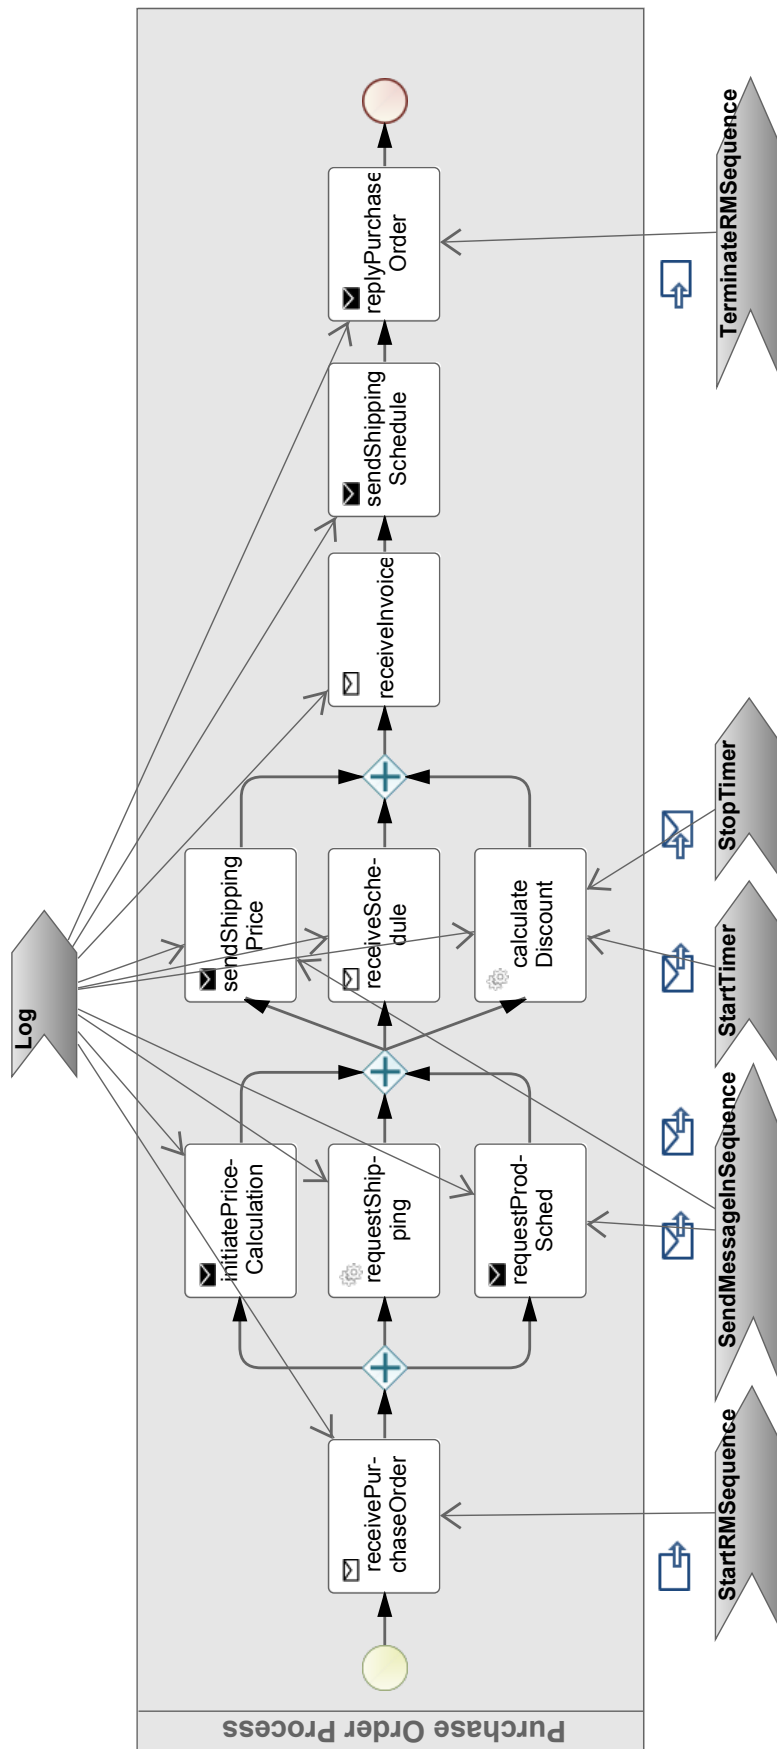 Log
Purchase Order Process
receivePur-
chaseOrder
initiatePrice-
Calculation
requestShip-
ping
requestProd-
Sched
sendShipping
Price
receiveSche-
dule
calculate
Discount
receiveInvoice
sendShipping
Schedule
replyPurchase
Order
StartRMSequence
SendMessageInSequence
StartTimer
StopTimer
TerminateRMSequence